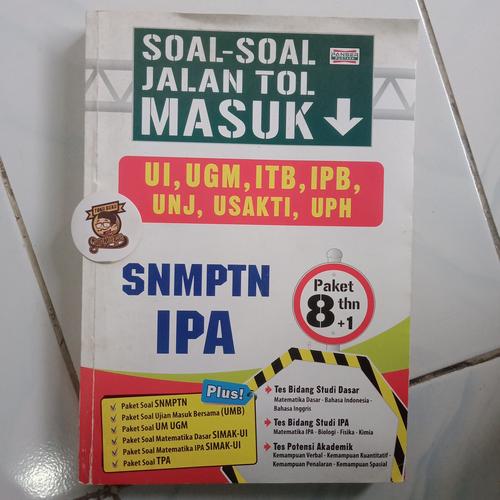 SOAL-SOAL
JALAN TOL
MASUK
PANSER PUSTAKA
UI, UGM, ITB, IPB,
UNJ, USAKTI, UPH
TOKO BUKU
SNMPTN
IPA
Paket
8 thn
+1
Plus!
Paket Soal SNMPTN
Paket Soal Ujian Masuk Bersama (UMB)
Paket Soal UM UGM
Paket Soal Matematika Dasar SIMAK-UI
Paket Soal Matematika IPA SIMAK-UI
Paket Soal TPA
Tes Bidang Studi Dasar
Matematika Dasar - Bahasa Indonesia -
Bahasa Inggris
Tes Bidang Studi IPA
Matematika IPA - Biologi - Fisika - Kimia
Tes Potensi Akademik
Kemampuan Verbal - Kemampuan Kuantitatif -
Kemampuan Penalaran - Kemampuan Spasial